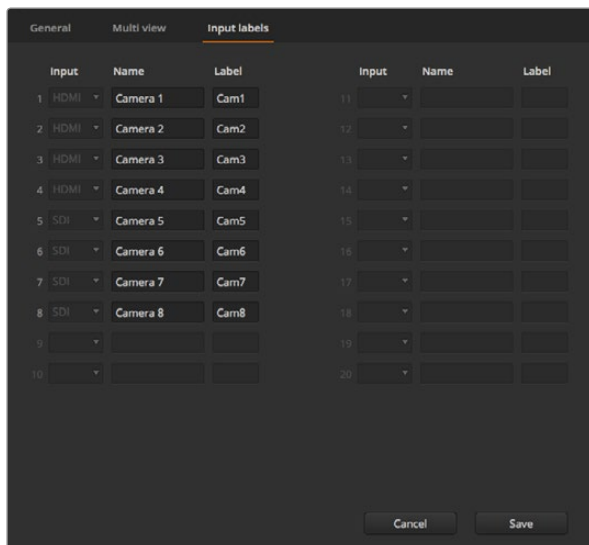 General Multi view Input labels
Input Name Label Input Name Label
1 HDMI Camera 1 Cam1 11
2 HDMI Camera 2 Cam2 12
3 HDMI Camera 3 Cam3 13
4 HDMI Camera 4 Cam4 14
5 SDI Camera 5 Cam5 15
6 SDI Camera 6 Cam6 16
7 SDI Camera 7 Cam7 17
8 SDI Camera 8 Cam8 18
9 19
10 20
Cancel Save